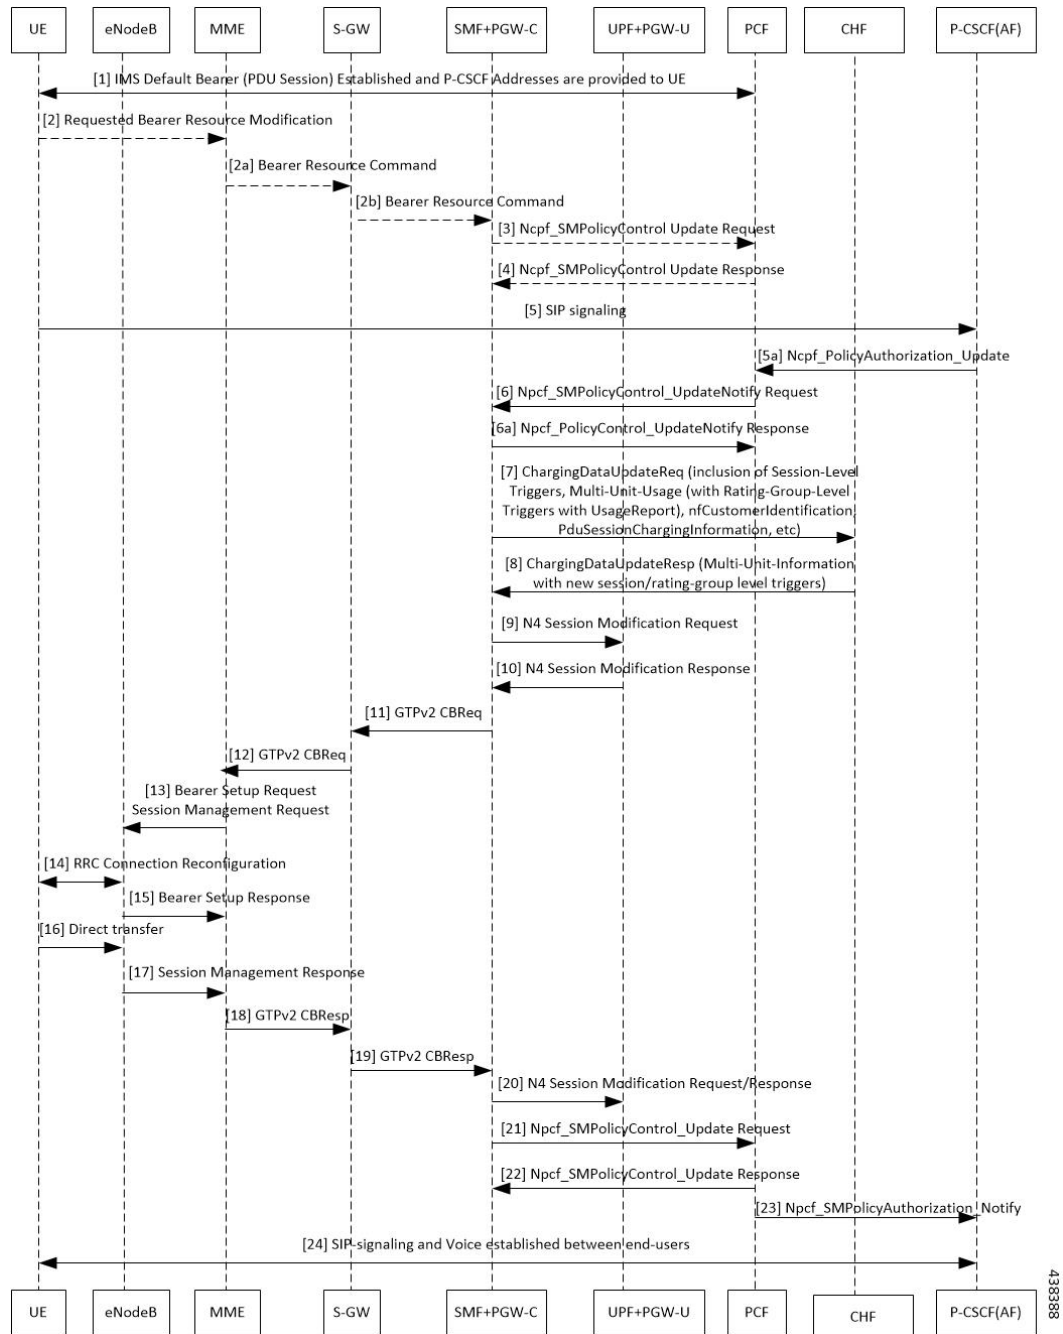 UE
eNodeB
MME
S-GW
SMF+PGW-C
UPF+PGW-U
PCF
CHF
P-CSCF(AF)
[1] IMS Default Bearer (PDU Session) Established and P-CSCF Addresses are provided to UE
[2] Requested Bearer Resource Modification
[2a] Bearer Resource Command
[2b] Bearer Resource Command
[3] Ncpf_SMPolicyControl Update Request
[4] Ncpf_SMPolicyControl Update Response
[5] SIP signaling
[5a] Ncpf_PolicyAuthorization_Update
[6] Npcf_SMPolicyControl_UpdateNotify Request
[6a] Npcf_PolicyControl_UpdateNotify Response
[7] ChargingDataUpdateReq (inclusion of Session-Level
Triggers, Multi-Unit-Usage (with Rating-Group-Level
Triggers with UsageReport), nfCustomerIdentification,
PduSessionChargingInformation, etc)
[8] ChargingDataUpdateResp (Multi-Unit-Information
with new session/rating-group level triggers)
[9] N4 Session Modification Request
[10] N4 Session Modification Response
[11] GTPv2 CBReq
[12] GTPv2 CBReq
[13] Bearer Setup Request
Session Management Request
[14] RRC Connection Reconfiguration
[15] Bearer Setup Response
[16] Direct transfer
[17] Session Management Response
[18] GTPv2 CBResp
[19] GTPv2 CBResp
[20] N4 Session Modification Request/Response
[21] Npcf_SMPolicyControl_Update Request
[22] Npcf_SMPolicyControl_Update Response
[23] Npcf_SMPolicyAuthorization_Notify
[24] SIP-signaling and Voice established between end-users
UE
eNodeB
MME
S-GW
SMF+PGW-C
UPF+PGW-U
PCF
CHF
P-CSCF(AF)
438388